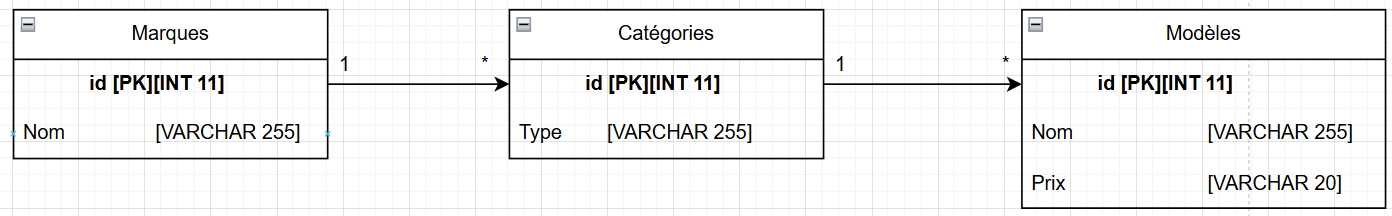 Marques
id [PK][INT 11]
Nom [VARCHAR 255]
1 *
Catégories
id [PK][INT 11]
Type [VARCHAR 255]
1 *
Modèles
id [PK][INT 11]
Nom [VARCHAR 255]
Prix [VARCHAR 20]